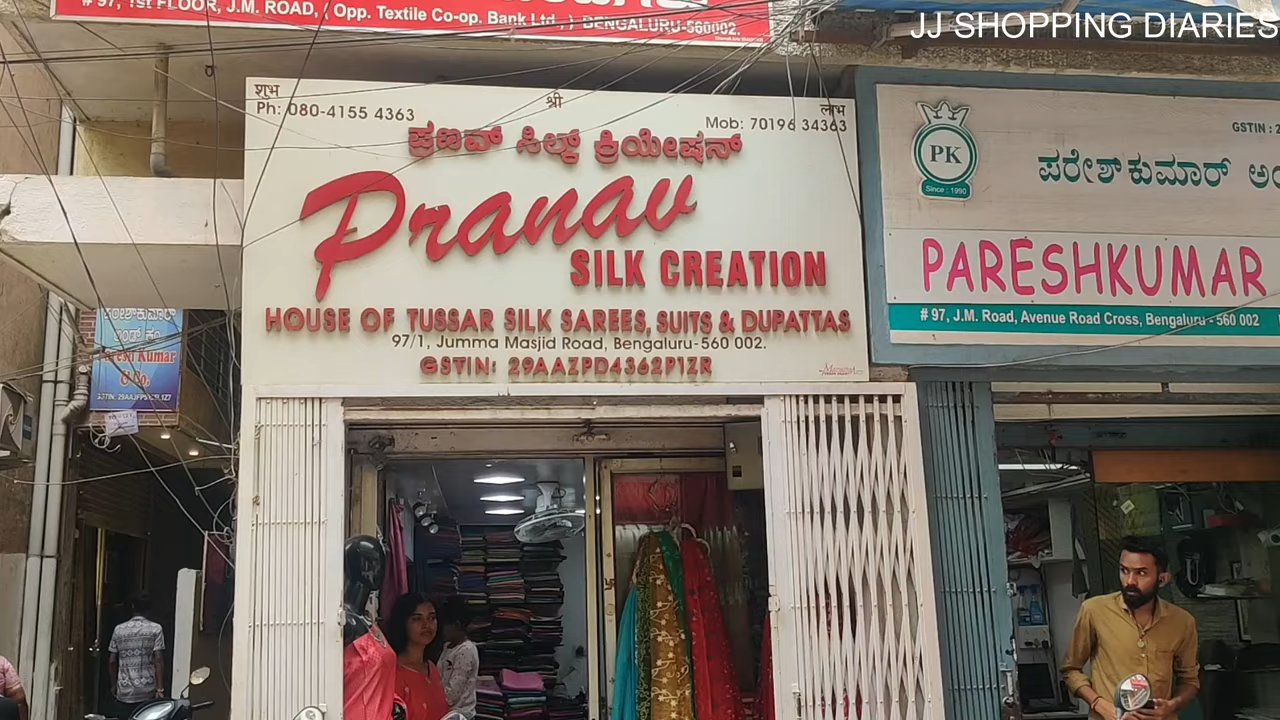 # 97, 1st FLOOR, J.M. ROAD, ( Opp. Textile Co-op. Bank Ltd., ) BENGALURU-560002.
JJ SHOPPING DIARIES
शुभ
श्री
लाभ
Ph: 080-4155 4363
Mob: 70196 34363
ಪ್ರಣವ್ ಸಿಲ್ಕ್ ಕ್ರಿಯೇಷನ್
Pranav
SILK CREATION
HOUSE OF TUSSAR SILK SAREES, SUITS & DUPATTAS
97/1, Jumma Masjid Road, Bengaluru-560 002.
GSTIN: 29AAZPD4362P1ZR
GSTIN : 2
PK
Since : 1990
ಪರೇಶ್‌ಕುಮಾರ್
PARESHKUMAR
# 97, J.M. Road, Avenue Road Cross, Bengaluru - 560 002
Kumar
& Co.